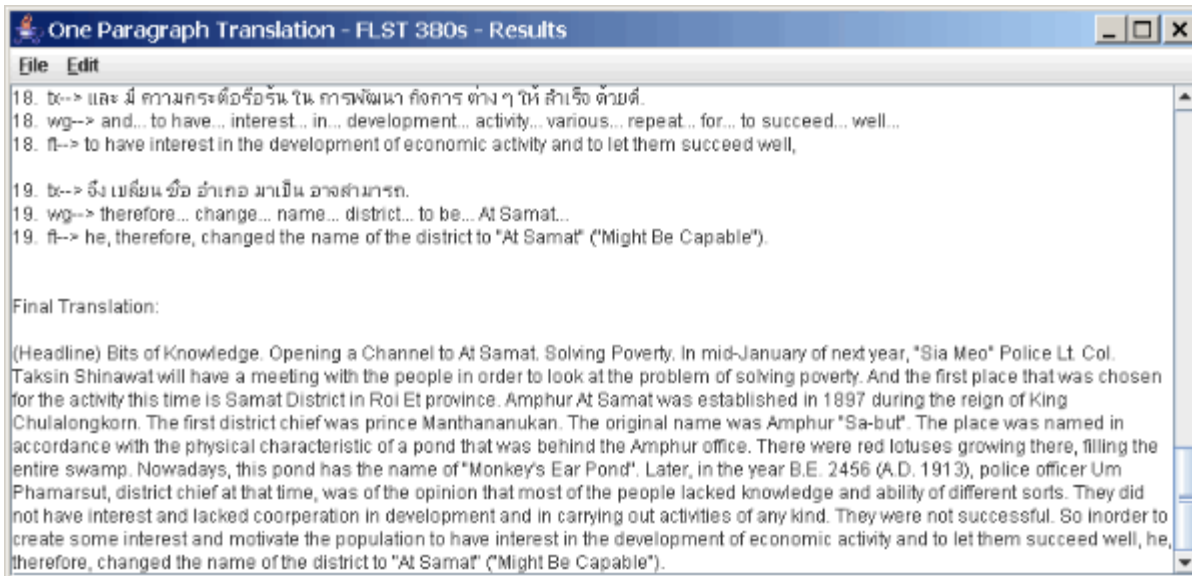 One Paragraph Translation - FLST 380s - Results
File Edit
18. tx--> และ มี ความกระตือรือร้น ใน การพัฒนา กิจการ ต่าง ๆ ให้ สำเร็จ ด้วยดี.
18. wg--> and... to have... interest... in... development... activity... various... repeat... for... to succeed... well...
18. ft--> to have interest in the development of economic activity and to let them succeed well,
19. tx--> จึง เปลี่ยน ชื่อ อำเภอ มาเป็น อาจสามารถ.
19. wg--> therefore... change... name... district... to be... At Samat...
19. ft--> he, therefore, changed the name of the district to "At Samat" ("Might Be Capable").
Final Translation:
(Headline) Bits of Knowledge. Opening a Channel to At Samat. Solving Poverty. In mid-January of next year, "Sia Meo" Police Lt. Col.
Taksin Shinawat will have a meeting with the people in order to look at the problem of solving poverty. And the first place that was chosen
for the activity this time is Samat District in Roi Et province. Amphur At Samat was established in 1897 during the reign of King
Chulalongkorn. The first district chief was prince Manthananukan. The original name was Amphur "Sa-but". The place was named in
accordance with the physical characteristic of a pond that was behind the Amphur office. There were red lotuses growing there, filling the
entire swamp. Nowadays, this pond has the name of "Monkey's Ear Pond". Later, in the year B.E. 2456 (A.D. 1913), police officer Um
Phamarsut, district chief at that time, was of the opinion that most of the people lacked knowledge and ability of different sorts. They did
not have interest and lacked coorperation in development and in carrying out activities of any kind. They were not successful. So inorder to
create some interest and motivate the population to have interest in the development of economic activity and to let them succeed well, he,
therefore, changed the name of the district to "At Samat" ("Might Be Capable").